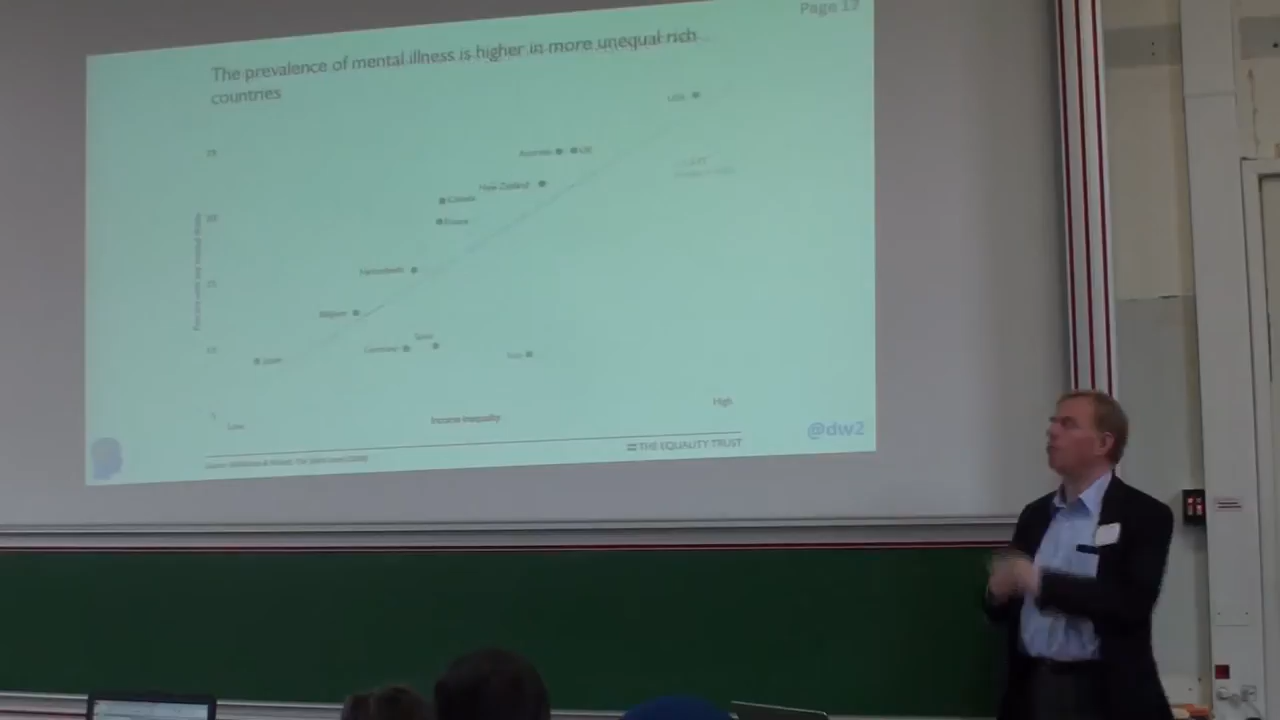 Page 17
The prevalence of mental illness is higher in more unequal rich
countries
USA
Australia
UK
New Zealand
Canada
France
Netherlands
Belgium
Spain
Germany
Italy
Japan
High
Low
Income inequality
@dw2
THE EQUALITY TRUST